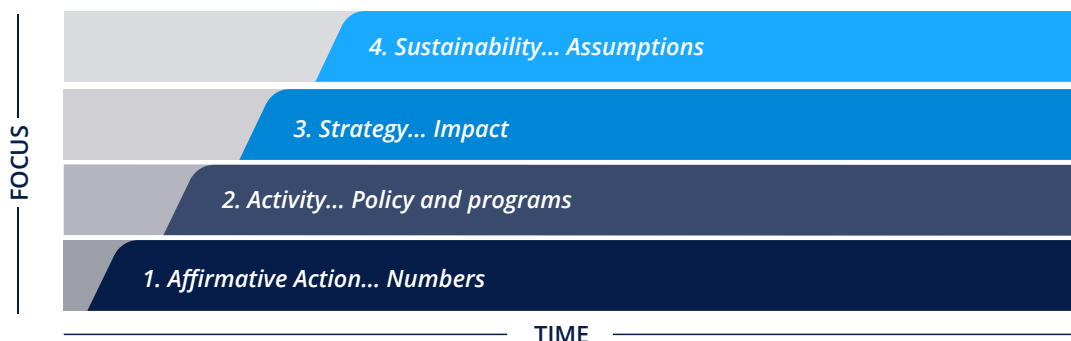 4. Sustainability... Assumptions
3. Strategy... Impact
FOCUS
2. Activity... Policy and programs
1. Affirmative Action... Numbers
TIME